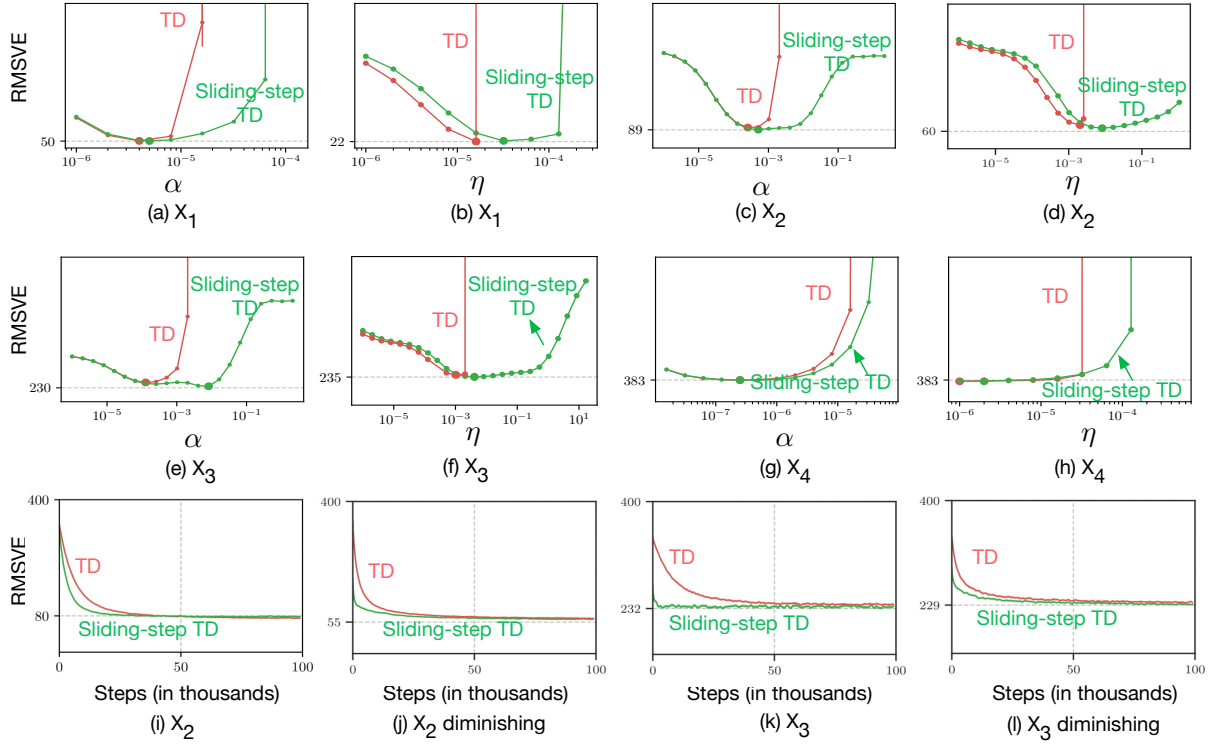 RMSVE
TD
Sliding-step
TD
50
10⁻⁶
10⁻⁵
10⁻⁴
α
(a) X₁
TD
Sliding-step
TD
22
10⁻⁶
10⁻⁵
10⁻⁴
η
(b) X₁
Sliding-step
TD
TD
89
10⁻⁵
10⁻³
10⁻¹
α
(c) X₂
TD
Sliding-step
TD
60
10⁻⁵
10⁻³
10⁻¹
η
(d) X₂
RMSVE
Sliding-step
TD
TD
230
10⁻⁵
10⁻³
10⁻¹
α
(e) X₃
Sliding-step
TD
TD
235
10⁻⁵
10⁻³
10⁻¹
10¹
η
(f) X₃
TD
383
Sliding-step TD
10⁻⁷
10⁻⁶
10⁻⁵
α
(g) X₄
TD
383
Sliding-step TD
10⁻⁶
10⁻⁵
10⁻⁴
η
(h) X₄
RMSVE
400
TD
80
Sliding-step TD
0
50
100
Steps (in thousands)
(i) X₂
400
TD
55
Sliding-step TD
0
50
100
Steps (in thousands)
(j) X₂ diminishing
400
TD
232
Sliding-step TD
0
50
100
Steps (in thousands)
(k) X₃
400
TD
229
Sliding-step TD
0
50
100
Steps (in thousands)
(l) X₃ diminishing